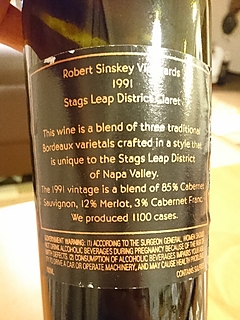 Robert Sinskey Vineyards
1991
Stags Leap District Claret
This wine is a blend of three traditional
Bordeaux varietals crafted in a style that
is unique to the Stags Leap District
of Napa Valley.
The 1991 vintage is a blend of 85% Cabernet
Sauvignon, 12% Merlot, 3% Cabernet Franc.
We produced 1100 cases.
GOVERNMENT WARNING: (1) ACCORDING TO THE SURGEON GENERAL, WOMEN SHOULD
NOT DRINK ALCOHOLIC BEVERAGES DURING PREGNANCY BECAUSE OF THE RISK OF
BIRTH DEFECTS. (2) CONSUMPTION OF ALCOHOLIC BEVERAGES IMPAIRS YOUR
ABILITY TO DRIVE A CAR OR OPERATE MACHINERY, AND MAY CAUSE HEALTH PROBLEMS.
CONTAINS